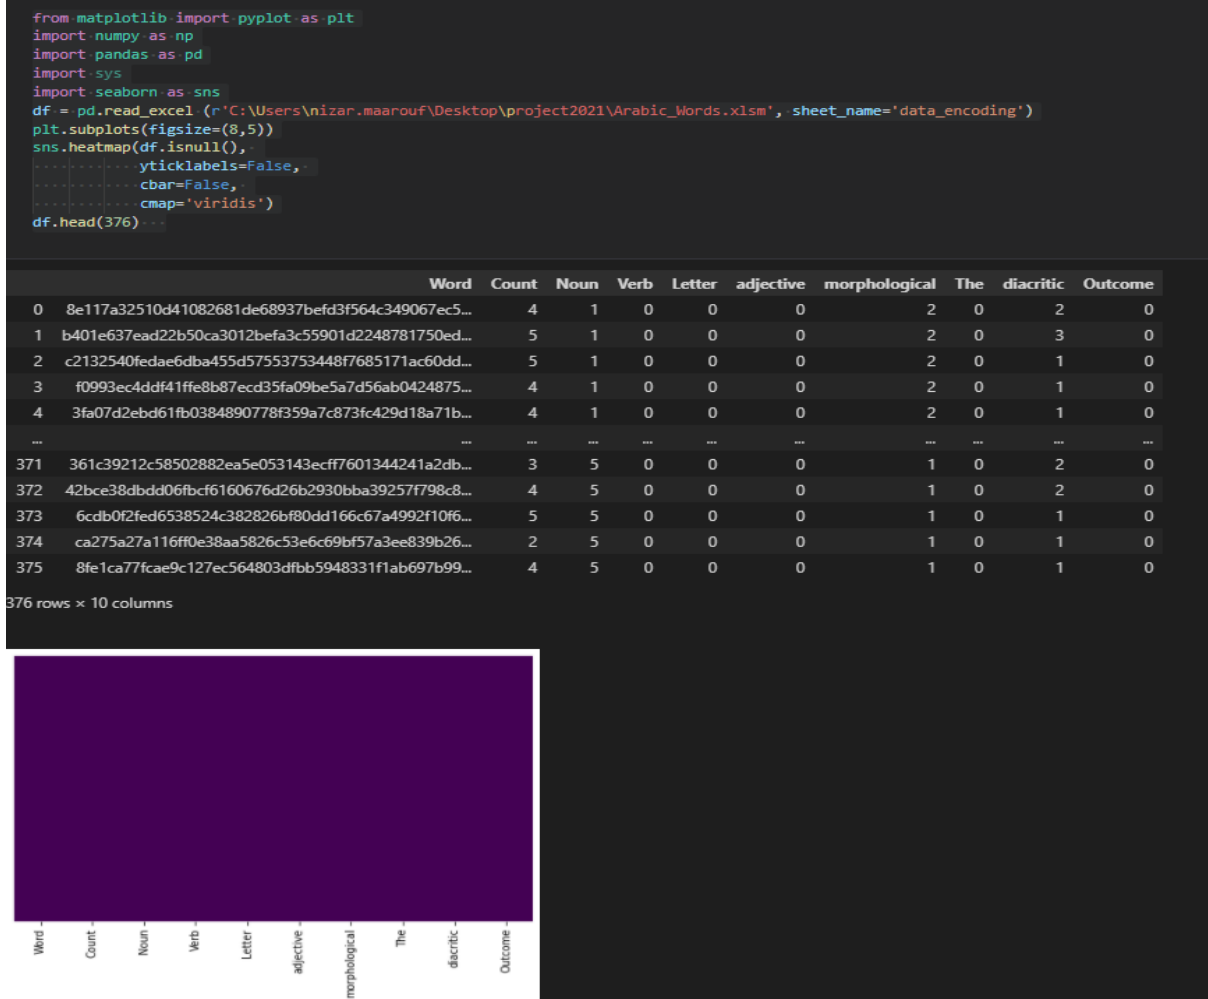 from matplotlib import pyplot as plt
import numpy as np
import pandas as pd
import sys
import seaborn as sns
df = pd.read_excel (r'C:\Users\nizar.maarouf\Desktop\project2021\Arabic_Words.xlsm', sheet_name='data_encoding')
plt.subplots(figsize=(8,5))
sns.heatmap(df.isnull(),
yticklabels=False,
cbar=False,
cmap='viridis')
df.head(376)
Word Count Noun Verb Letter adjective morphological The diacritic Outcome
0 8e117a32510d41082681de68937befd3f564c349067ec5... 4 1 0 0 0 2 0 2 0
1 b401e637ead22b50ca3012befa3c55901d2248781750ed... 5 1 0 0 0 2 0 3 0
2 c2132540fedae6dba455d57553753448f7685171ac60dd... 5 1 0 0 0 2 0 1 0
3 f0993ec4ddf41ffe8b87ecd35fa09be5a7d56ab0424875... 4 1 0 0 0 2 0 1 0
4 3fa07d2ebd61fb0384890778f359a7c873fc429d18a71b... 4 1 0 0 0 2 0 1 0
... ... ... ... ... ... ... ... ... ... ...
371 361c39212c58502882ea5e053143ecff7601344241a2db... 3 5 0 0 0 1 0 2 0
372 42bce38dbdd06fbcf6160676d26b2930bba39257f798c8... 4 5 0 0 0 1 0 2 0
373 6cdb0f2fed6538524c382826bf80dd166c67a4992f10f6... 5 5 0 0 0 1 0 1 0
374 ca275a27a116ff0e38aa5826c53e6c69bf57a3ee839b26... 2 5 0 0 0 1 0 1 0
375 8fe1ca77fcae9c127ec564803dfbb5948331f1ab697b99... 4 5 0 0 0 1 0 1 0
376 rows × 10 columns
Word
Count
Noun
Verb
Letter
adjective
morphological
The
diacritic
Outcome